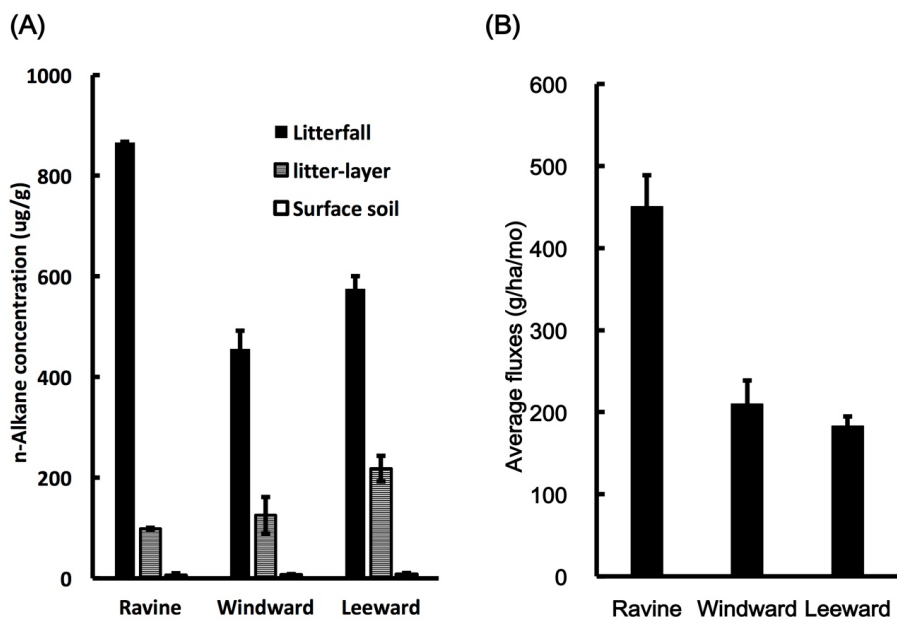 (A)
n-Alkane concentration (ug/g)
1000
800
600
400
200
0
Litterfall
litter-layer
Surface soil
Ravine Windward Leeward
(B)
Average fluxes (g/ha/mo)
600
500
400
300
200
100
0
Ravine Windward Leeward